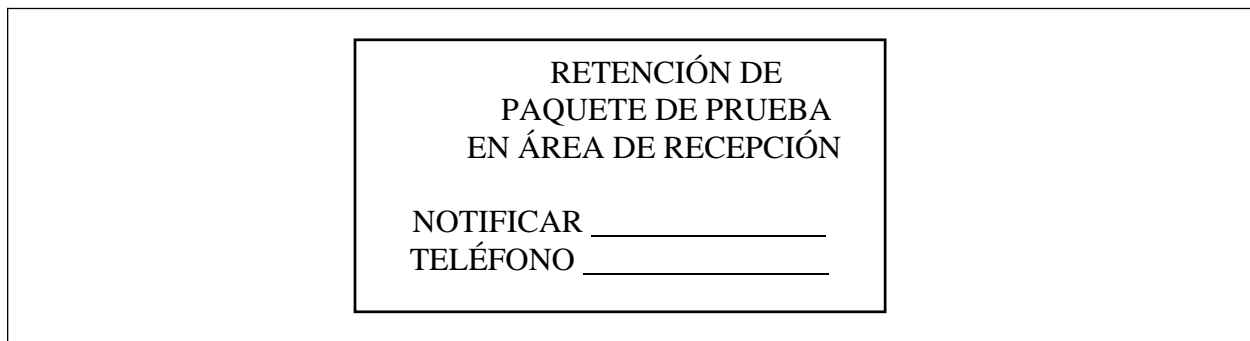 RETENCIÓN DE
PAQUETE DE PRUEBA
EN ÁREA DE RECEPCIÓN
NOTIFICAR
TELÉFONO